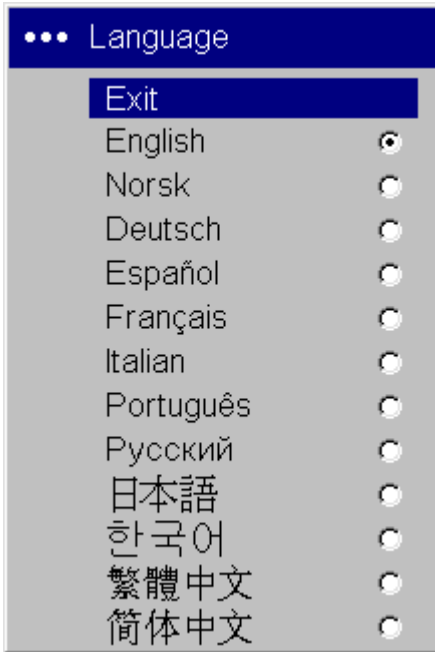 Language
Exit
English
Norsk
Deutsch
Español
Français
Italian
Português
Русский
日本語
한국어
繁體中文
简体中文